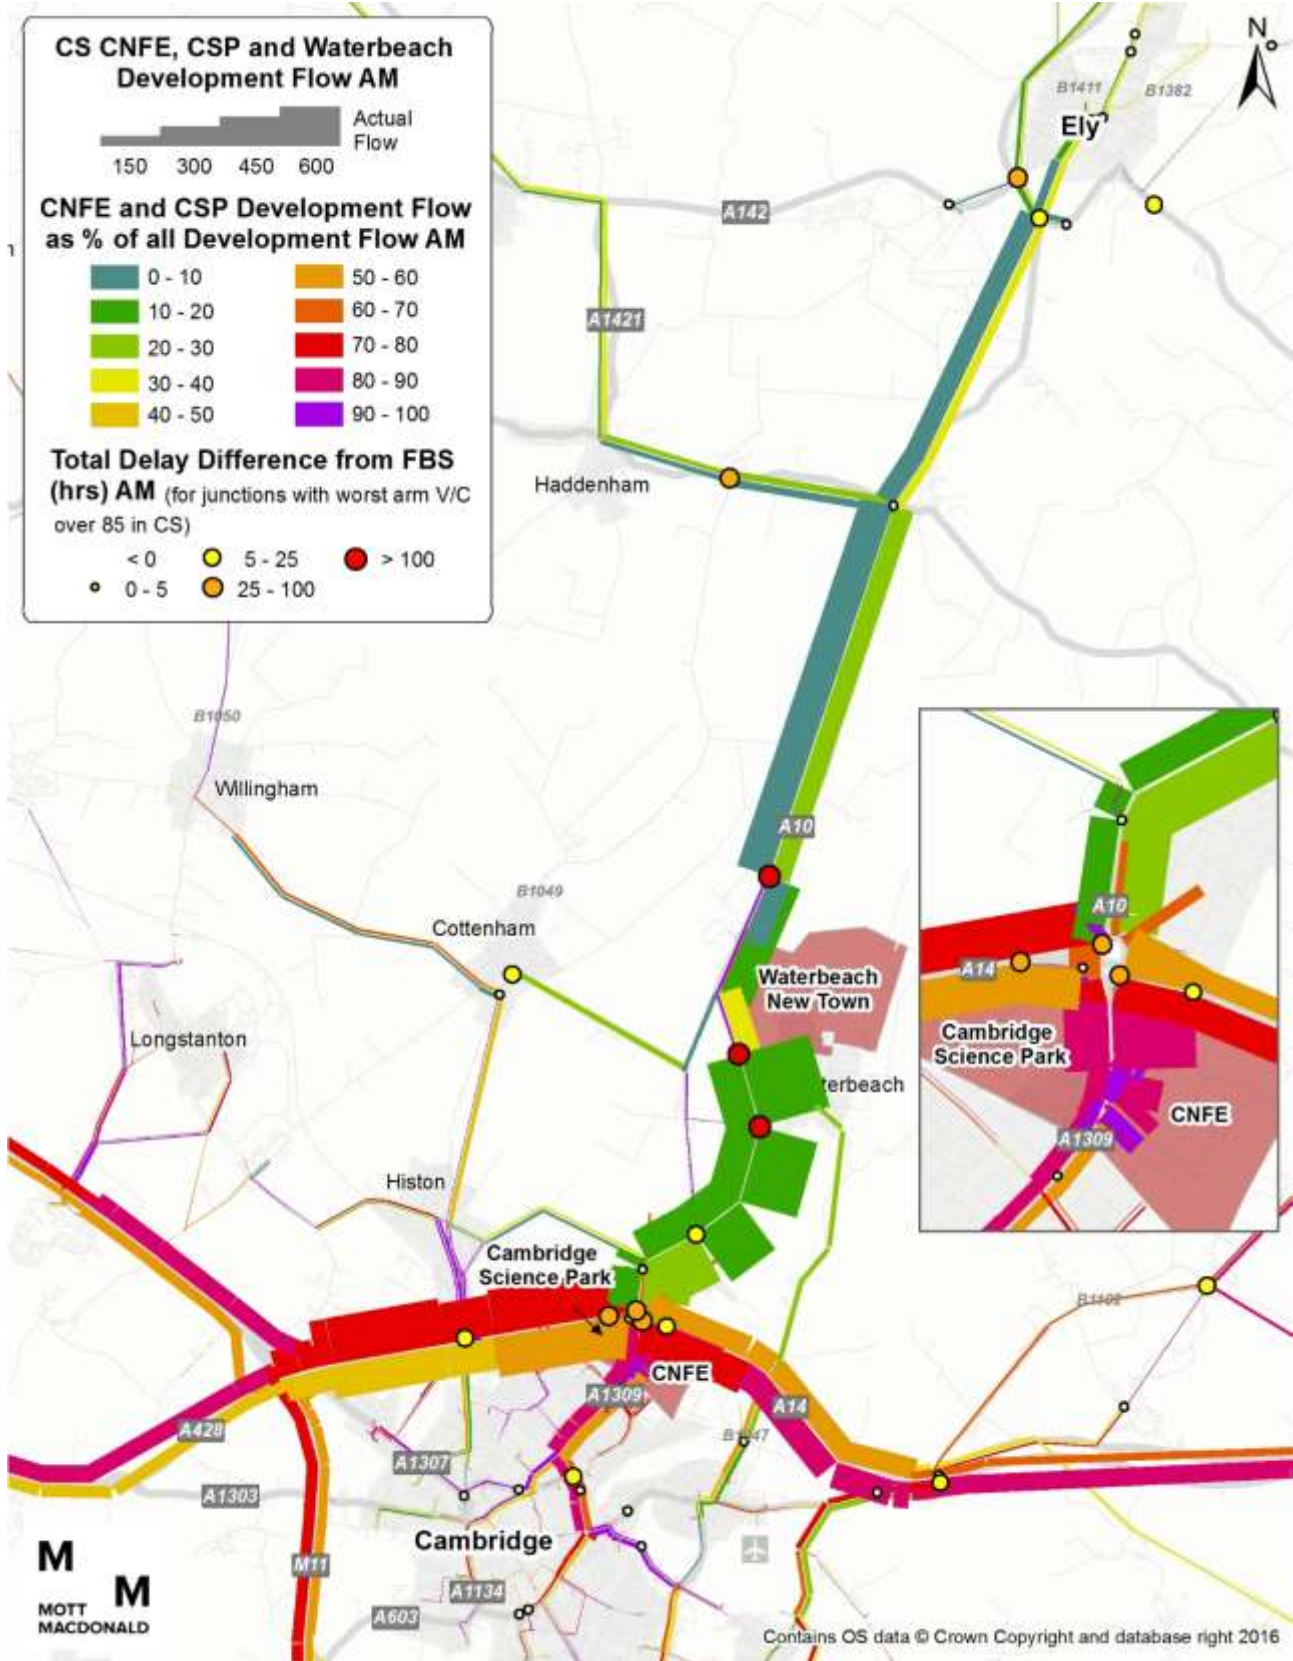 CS CNFE, CSP and Waterbeach
Development Flow AM
Actual
Flow
150 300 450 600
CNFE and CSP Development Flow
as % of all Development Flow AM
0 - 10
10 - 20
20 - 30
30 - 40
40 - 50
50 - 60
60 - 70
70 - 80
80 - 90
90 - 100
Total Delay Difference from FBS
(hrs) AM (for junctions with worst arm V/C
over 85 in CS)
< 0
5 - 25
> 100
0 - 5
25 - 100
N
B1411
B1382
Ely
A142
A1421
Haddenham
B1050
Willingham
A10
B1049
Cottenham
Waterbeach
New Town
terbeach
Longstanton
Histon
Cambridge
Science Park
CNFE
A1309
A14
B1102
A428
A1307
A1303
Cambridge
M11
A1134
A603
A10
A14
Cambridge
Science Park
CNFE
A1309
M
M
MOTT
MACDONALD
Contains OS data © Crown Copyright and database right 2016